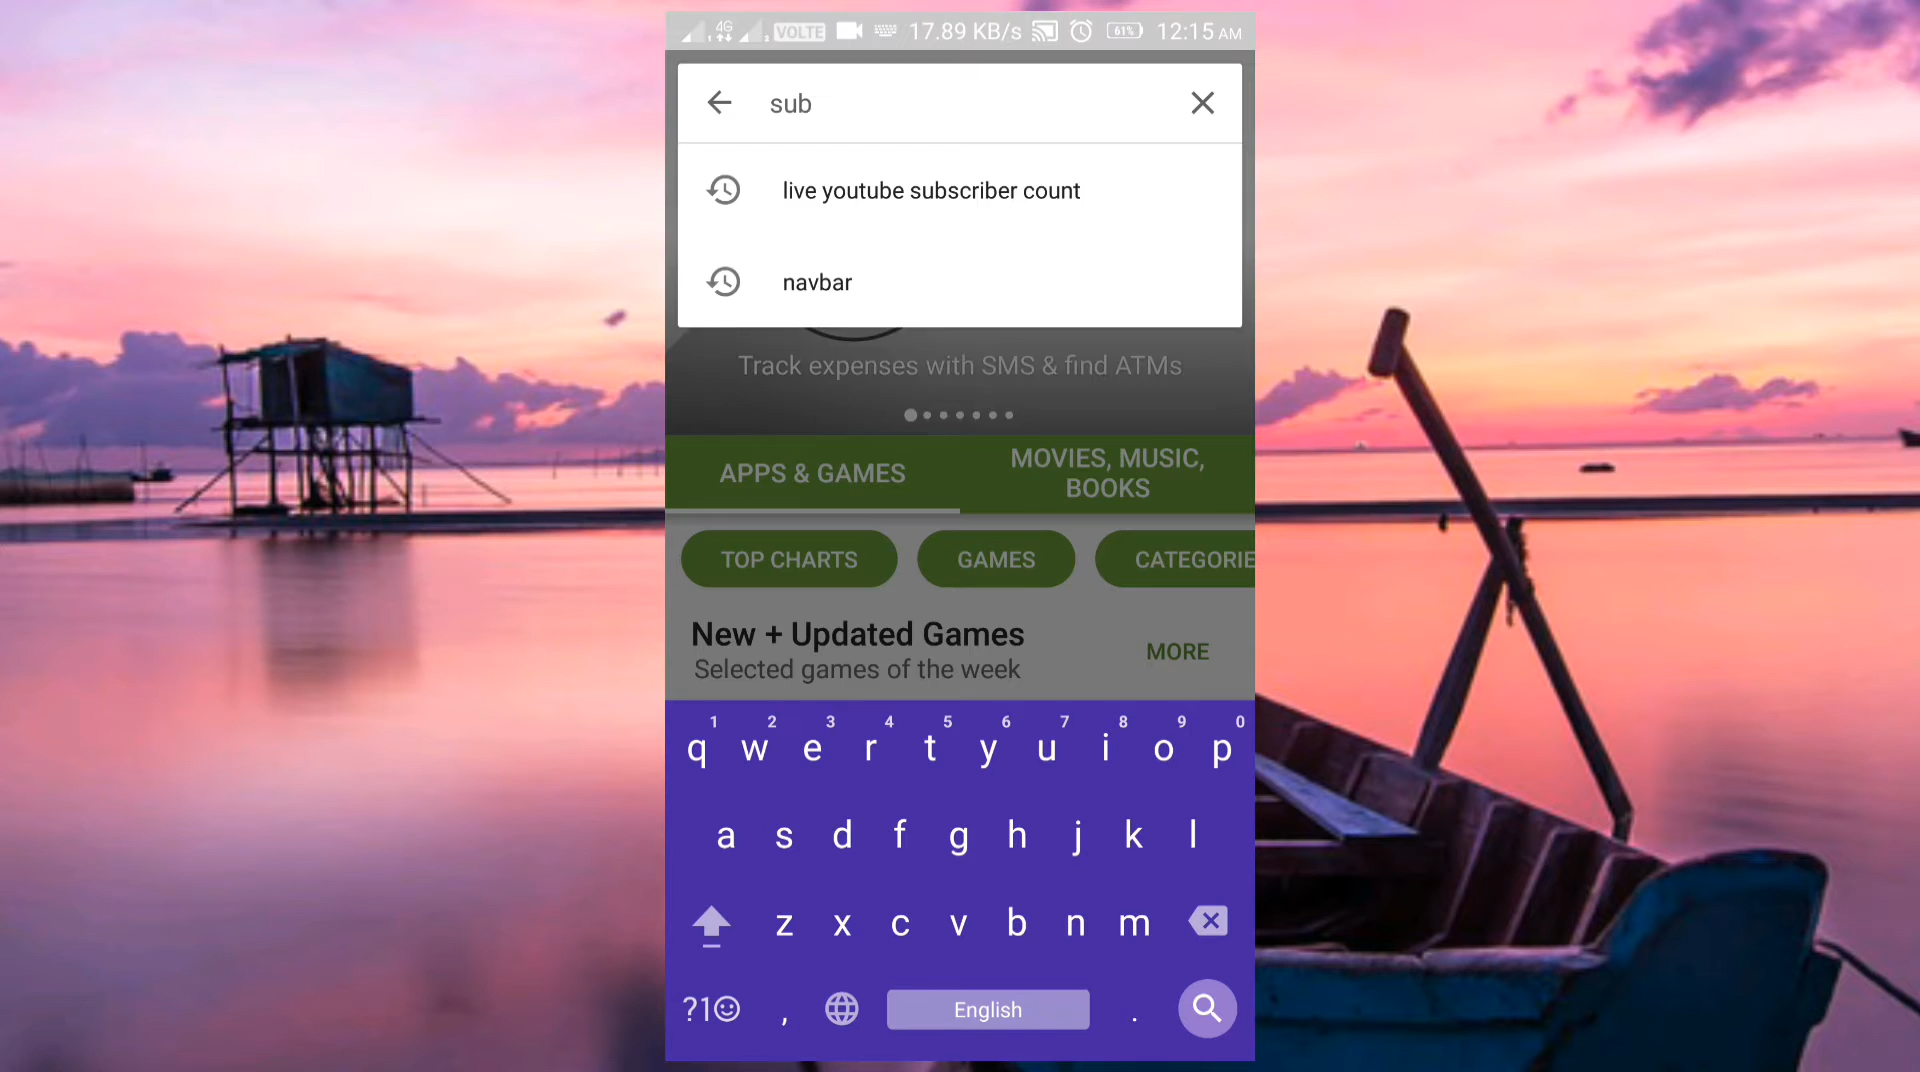 1 4G 2 VOLTE 17.89 KB/s 61% 12:15 AM
sub
live youtube subscriber count
navbar
Track expenses with SMS & find ATMs
APPS & GAMES
MOVIES, MUSIC,
BOOKS
TOP CHARTS GAMES CATEGORIE
New + Updated Games
Selected games of the week
MORE
1 2 3 4 5 6 7 8 9 0
q w e r t y u i o p
a s d f g h j k l
z x c v b n m
?1☺ , English .